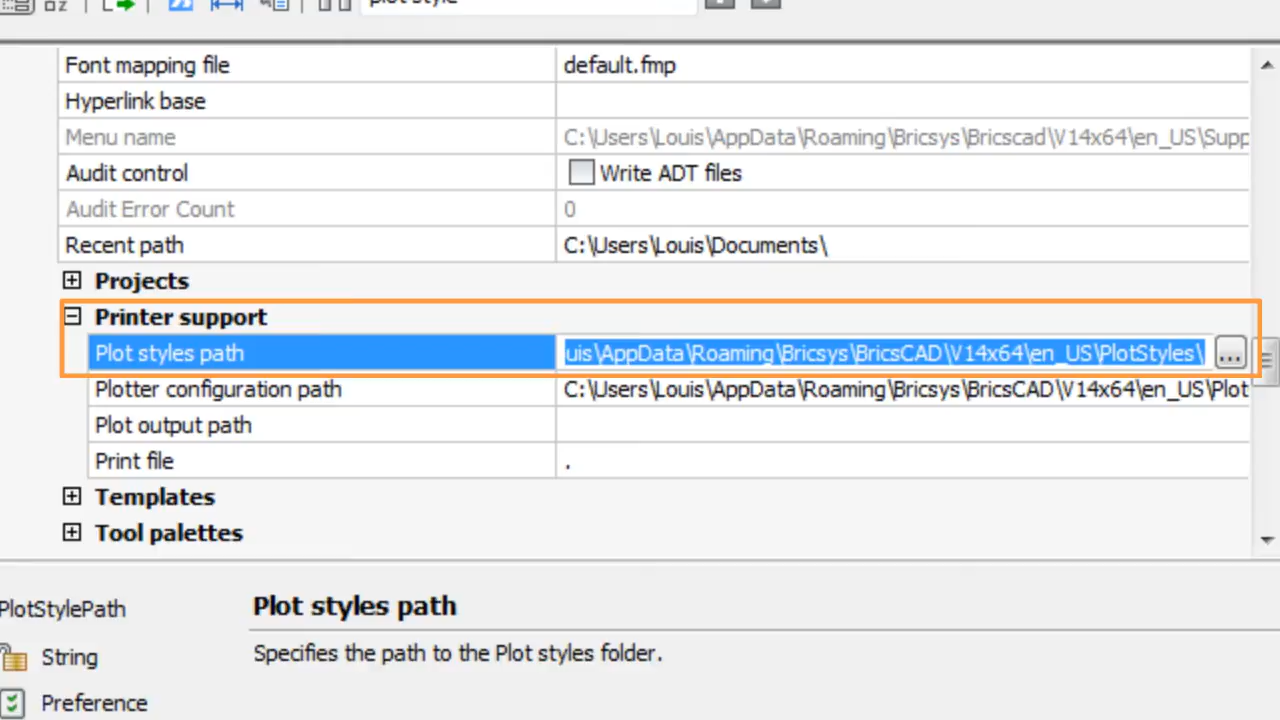 plot style
Font mapping file default.fmp
Hyperlink base
Menu name C:\Users\Louis\AppData\Roaming\Bricsys\Bricscad\V14x64\en_US\Supp
Audit control Write ADT files
Audit Error Count 0
Recent path C:\Users\Louis\Documents\
Projects
Printer support
Plot styles path uis\AppData\Roaming\Bricsys\BricsCAD\V14x64\en_US\PlotStyles\ ...
Plotter configuration path C:\Users\Louis\AppData\Roaming\Bricsys\BricsCAD\V14x64\en_US\Plot
Plot output path
Print file .
Templates
Tool palettes
PlotStylePath Plot styles path
String Specifies the path to the Plot styles folder.
Preference